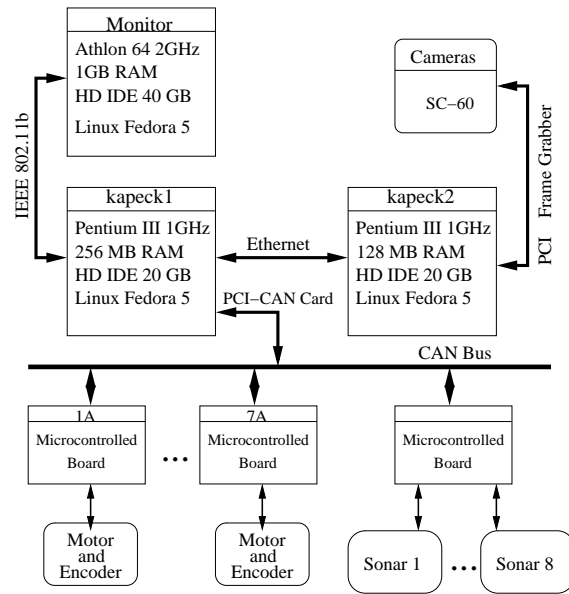 Monitor
Athlon 64 2GHz
1GB RAM
HD IDE 40 GB
Linux Fedora 5
Cameras
SC−60
IEEE 802.11b
PCI Frame Grabber
kapeck1
Pentium III 1GHz
256 MB RAM
HD IDE 20 GB
Linux Fedora 5
Ethernet
kapeck2
Pentium III 1GHz
128 MB RAM
HD IDE 20 GB
Linux Fedora 5
PCI−CAN Card
CAN Bus
1A
Microcontrolled
Board
...
7A
Microcontrolled
Board
Microcontrolled
Board
Motor
and
Encoder
Motor
and
Encoder
Sonar 1
...
Sonar 8